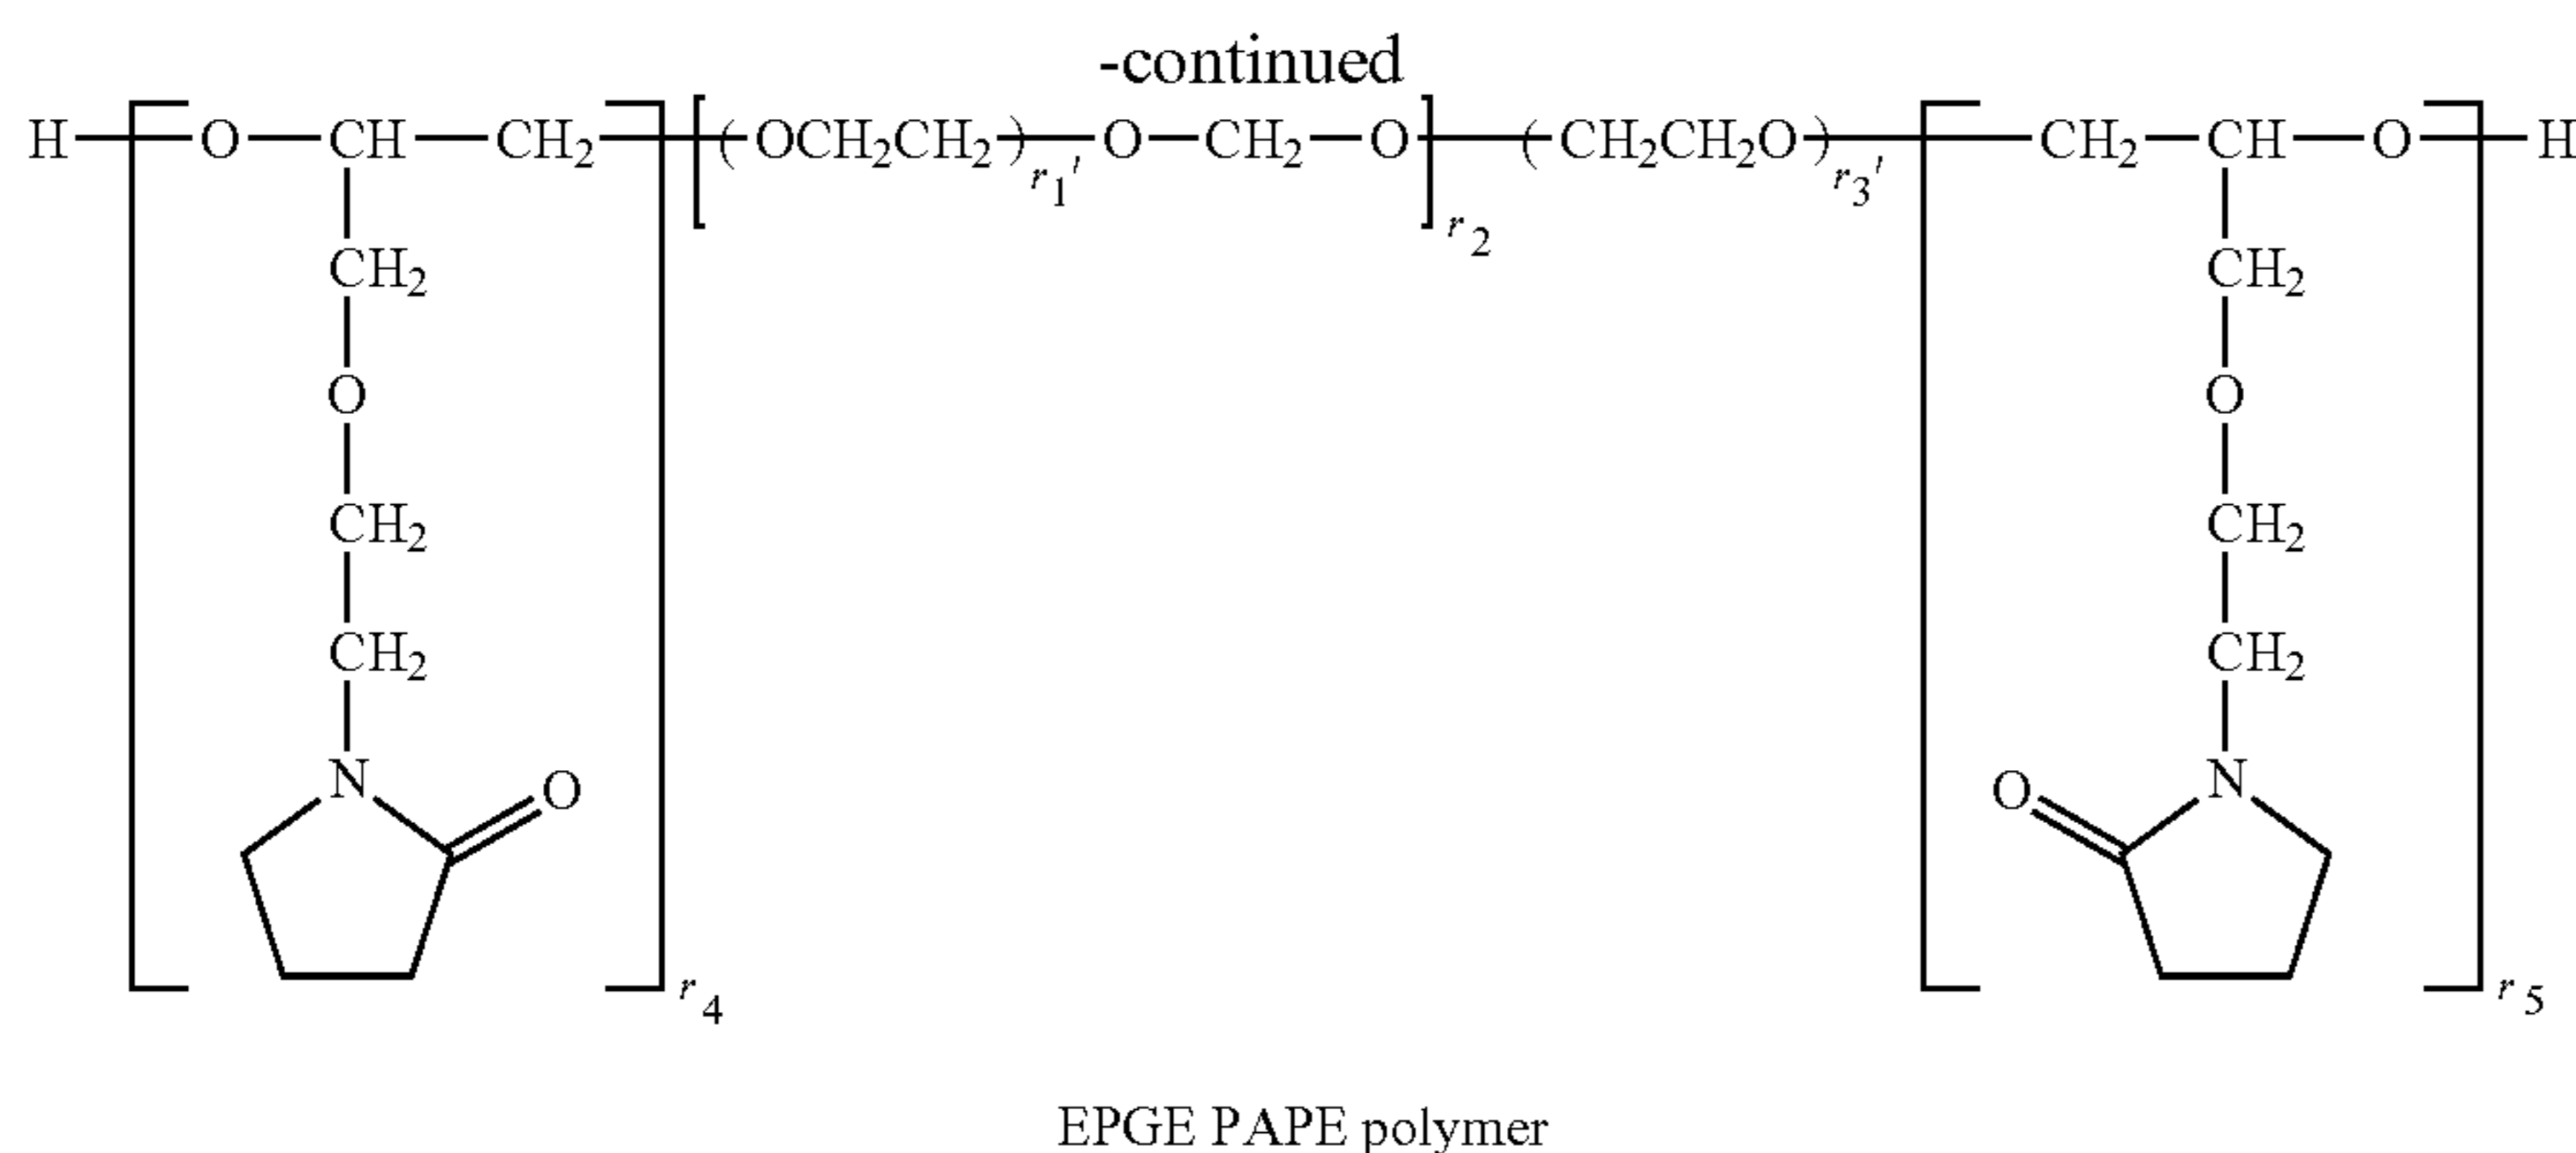 -continued
H—O—CH—CH₂—(OCH₂CH₂)r₁'—O—CH₂—O—r₂—(CH₂CH₂O)r₃'—CH₂—CH—O—H
CH₂ CH₂
O O
CH₂ CH₂
CH₂ CH₂
N O O N
r₄ r₅
EPGE PAPE polymer